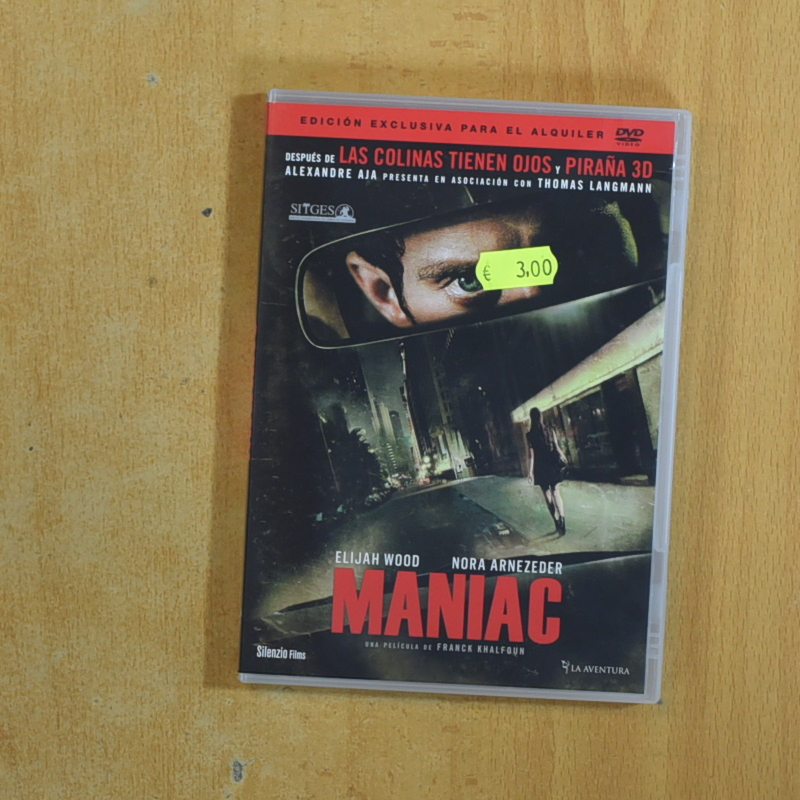 EDICIÓN EXCLUSIVA PARA EL ALQUILER DVD VIDEO
DESPUÉS DE LAS COLINAS TIENEN OJOS Y PIRAÑA 3D
ALEXANDRE AJA PRESENTA EN ASOCIACIÓN CON THOMAS LANGMANN
SITGES
€ 3,00
ELIJAH WOOD NORA ARNEZEDER
MANIAC
UNA PELÍCULA DE FRANCK KHALFOUN
Silenzio Films
LA AVENTURA